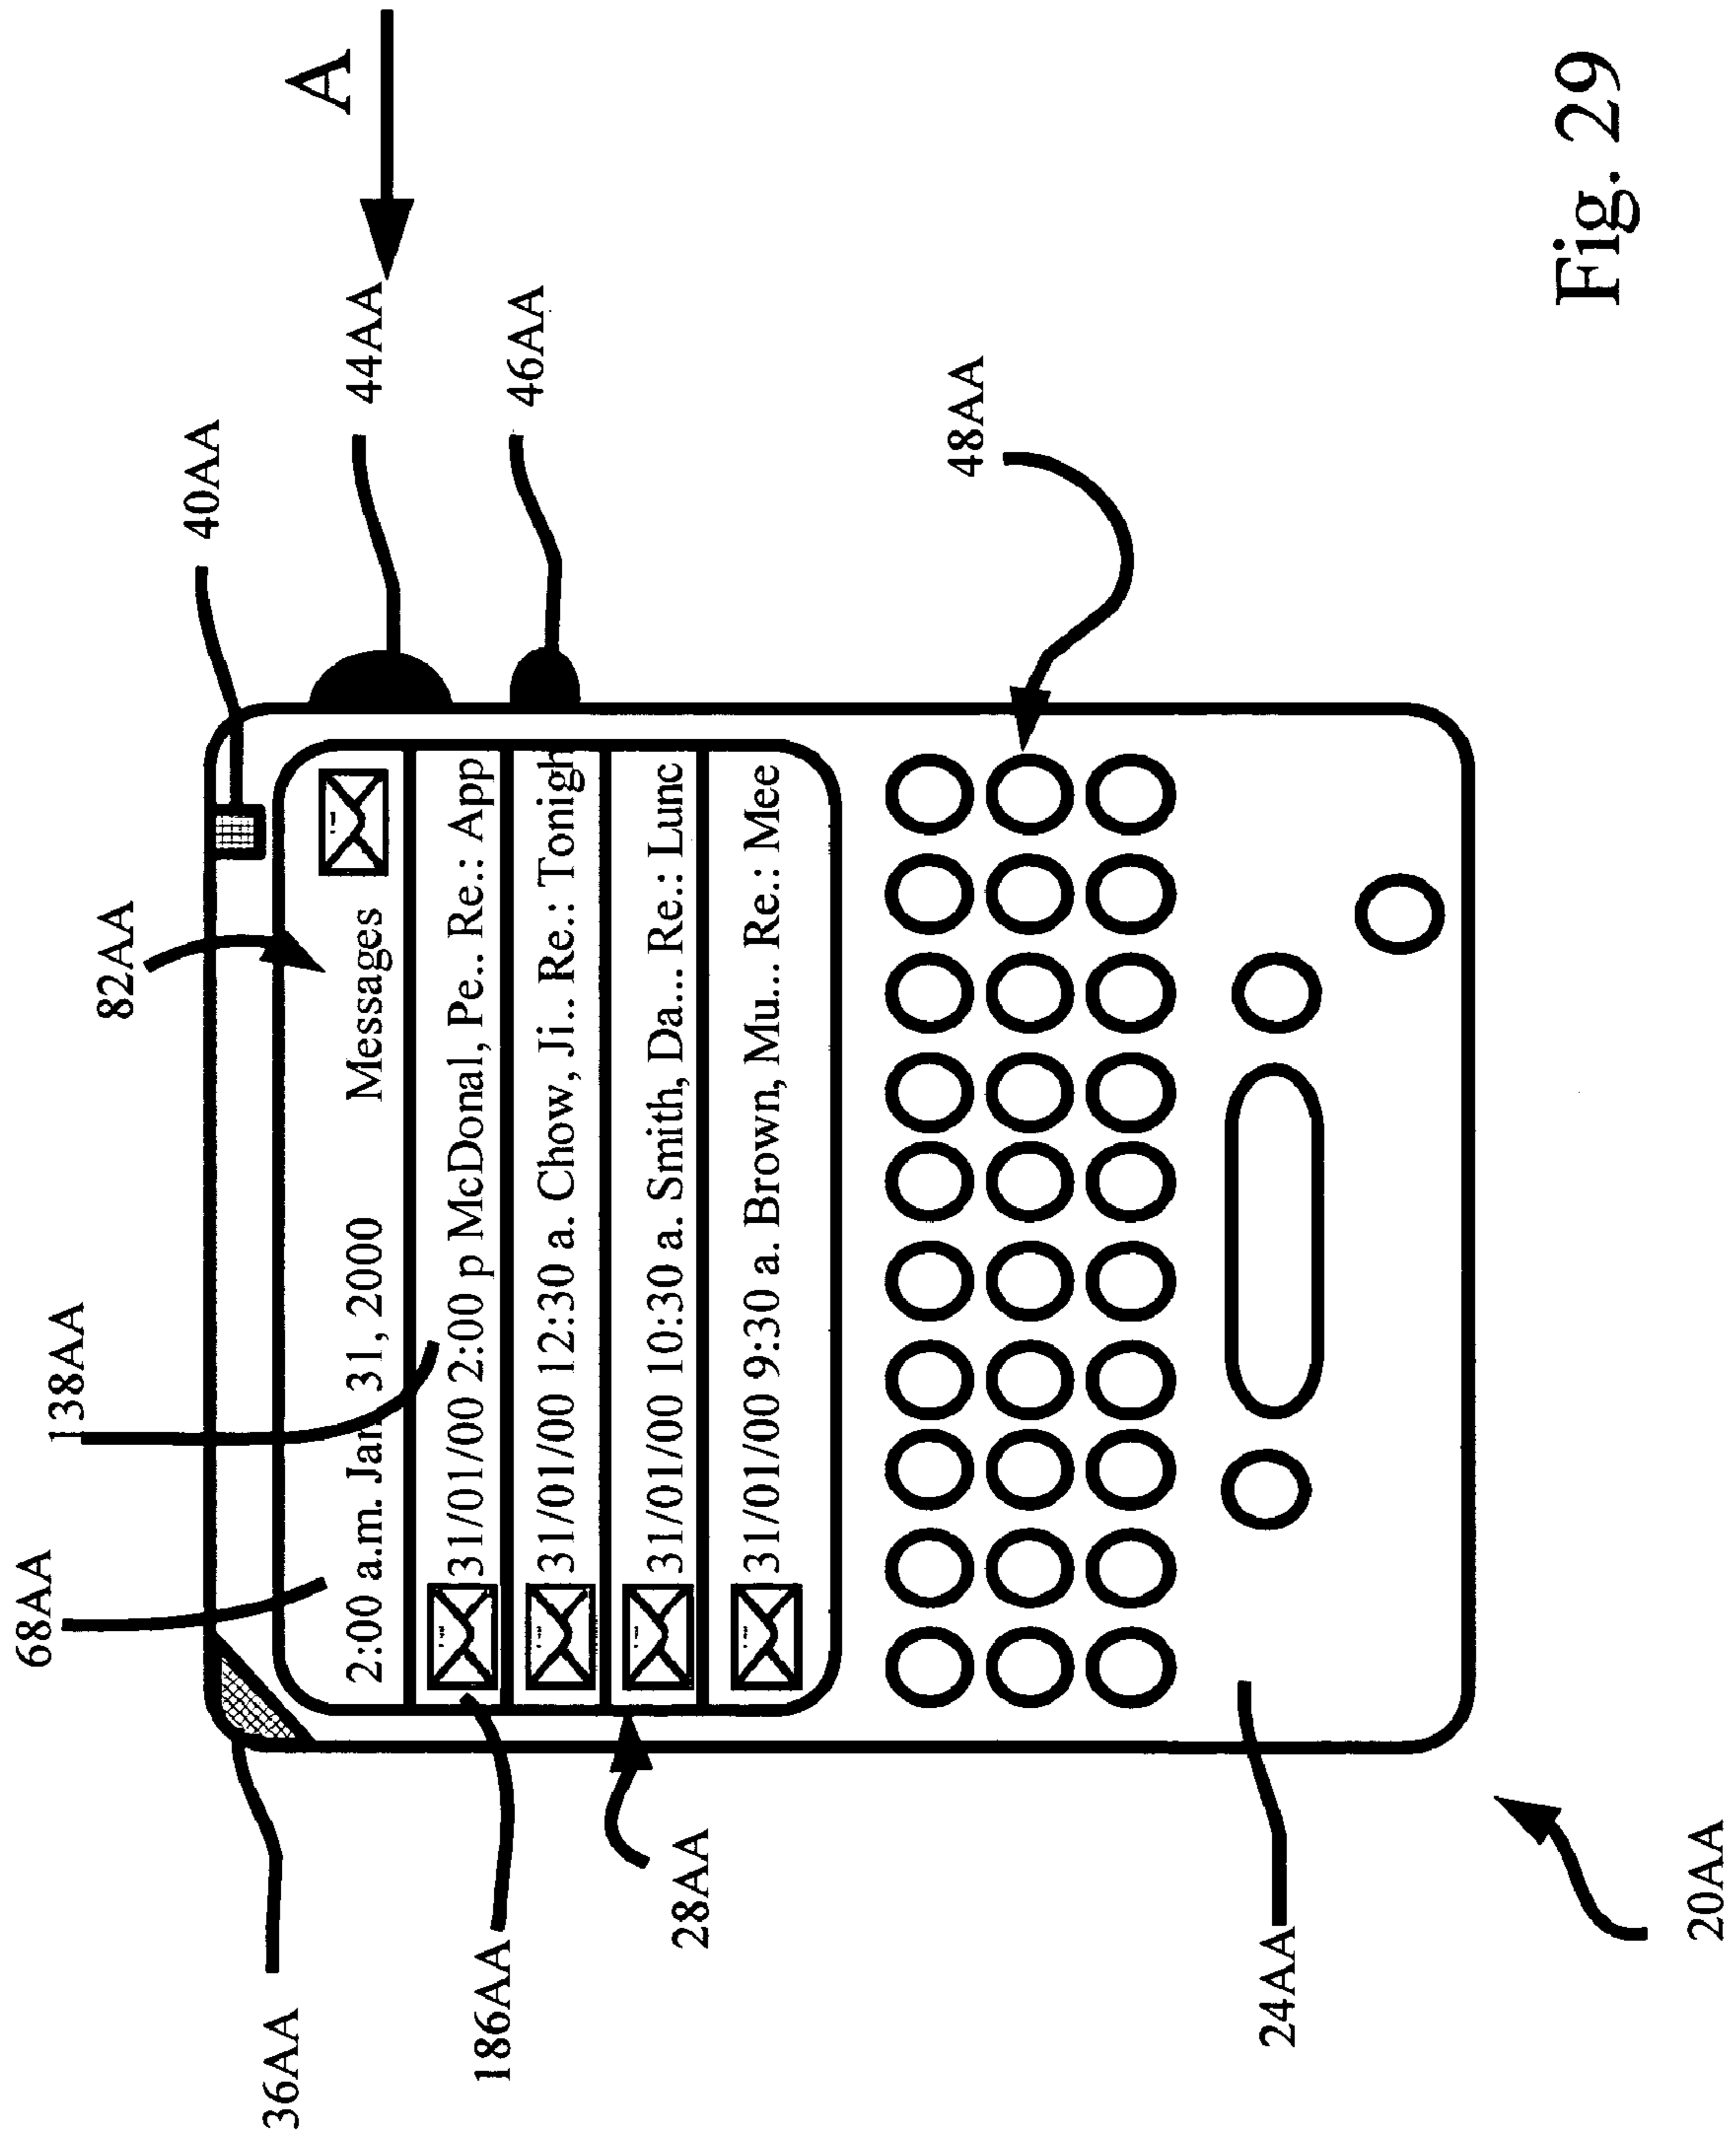 A
40AA
44AA
46AA
48AA
82AA
138AA
68AA
2:00 a.m. Jan 31, 2000 Messages
31/01/00 2:00 p McDonal, Pe.. Re.: App
31/01/00 12:30 a. Chow, Ji... Re.: Tonigh
31/01/00 10:30 a. Smith, Da... Re.: Lunc
31/01/00 9:30 a. Brown, Mu... Re.: Mee
36AA
186AA
28AA
24AA
20AA
Fig. 29